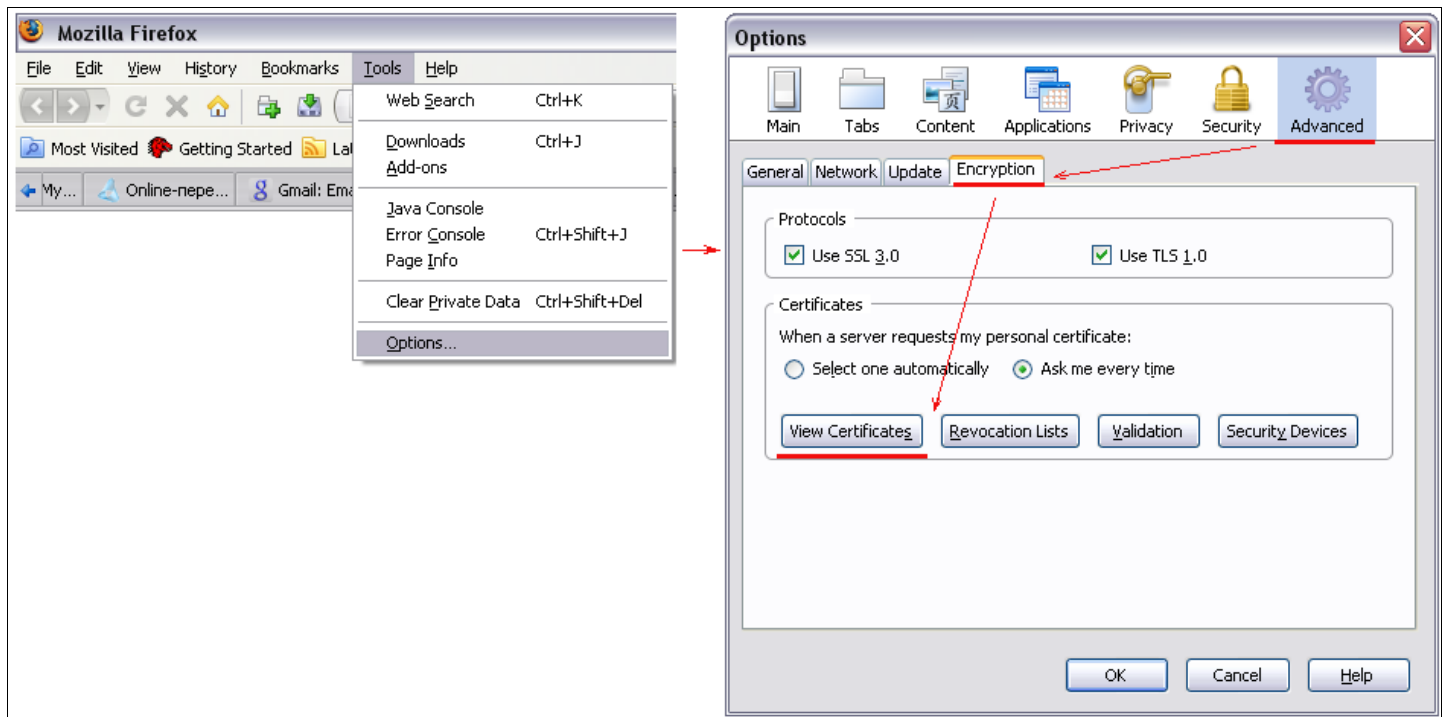 Mozilla Firefox
File Edit View History Bookmarks Tools Help
Most Visited Getting Started
My... Online-nepe... Gmail: Ema
Web Search Ctrl+K
Downloads Ctrl+J
Add-ons
Java Console
Error Console Ctrl+Shift+J
Page Info
Clear Private Data Ctrl+Shift+Del
Options...
Options
Main Tabs Content Applications Privacy Security Advanced
页
General Network Update Encryption
Protocols
Use SSL 3.0 Use TLS 1.0
Certificates
When a server requests my personal certificate:
Select one automatically Ask me every time
View Certificates Revocation Lists Validation Security Devices
OK Cancel Help